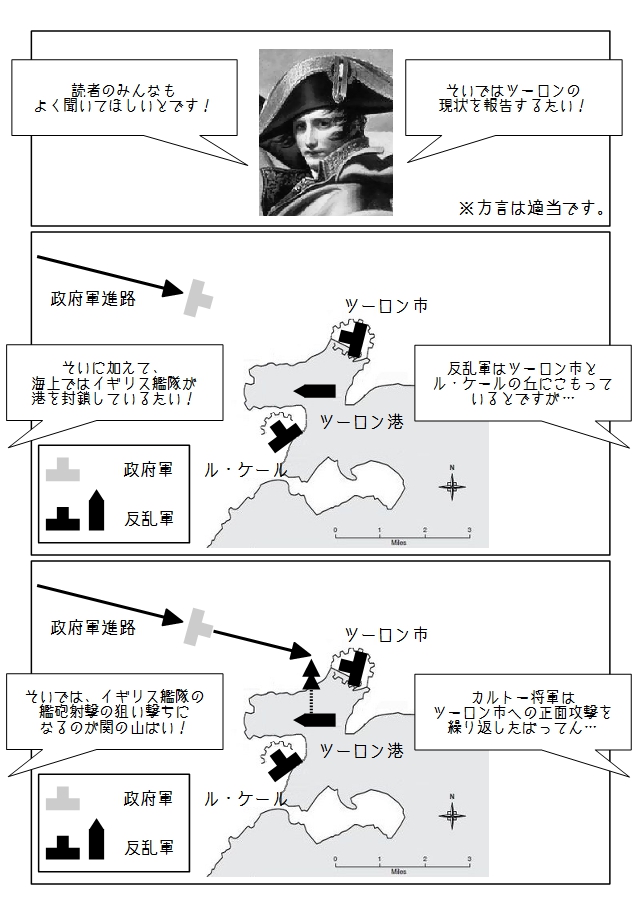 そいではツーロンの
現状を報告するたい！
読者のみんなも
よく聞いてほしいとです！
※方言は適当です。
政府軍進路
ツーロン市
反乱軍はツーロン市と
ル・ケールの丘にこもって
いるとですが…
そいに加えて、
海上ではイギリス艦隊が
港を封鎖しているたい！
ツーロン港
ル・ケール
政府軍
反乱軍
N
0 1 2 3
Miles
政府軍進路
ツーロン市
カルトー将軍は
ツーロン市への正面攻撃を
繰り返したばってん…
そいでは、イギリス艦隊の
艦砲射撃の狙い撃ちに
なるのが関の山ばい！
ツーロン港
ル・ケール
政府軍
反乱軍
N
0 1 2 3
Miles